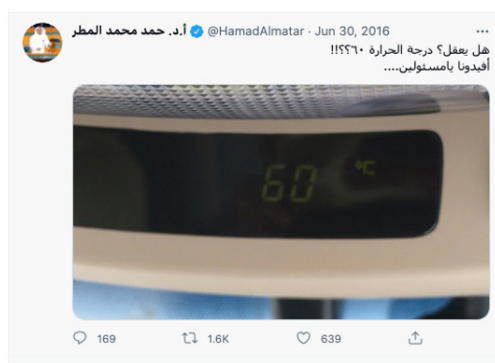 أ.د. حمد محمد المطر @HamadAlmatar · Jun 30, 2016
هل يعقل؟ درجة الحرارة ٦٠؟؟؟!!
أفيدونا يامسئولين....
60 °C
169 1.6K 639